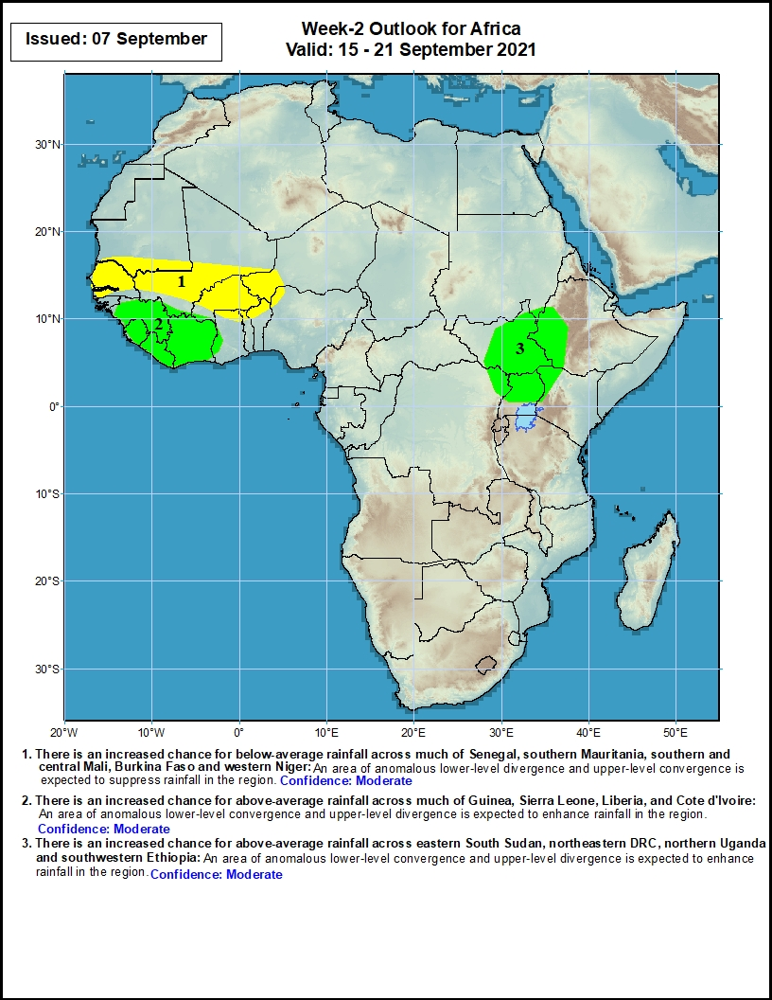 Issued: 07 September
Week-2 Outlook for Africa
Valid: 15 - 21 September 2021
30°N
20°N
10°N
0°
10°S
20°S
30°S
1
2
3
20°W
10°W
0°
10°E
20°E
30°E
40°E
50°E
1. There is an increased chance for below-average rainfall across much of Senegal, southern Mauritania, southern and
central Mali, Burkina Faso and western Niger: An area of anomalous lower-level divergence and upper-level convergence is
expected to suppress rainfall in the region. Confidence: Moderate
2. There is an increased chance for above-average rainfall across much of Guinea, Sierra Leone, Liberia, and Cote d'Ivoire:
An area of anomalous lower-level convergence and upper-level divergence is expected to enhance rainfall in the region.
Confidence: Moderate
3. There is an increased chance for above-average rainfall across eastern South Sudan, northeastern DRC, northern Uganda
and southwestern Ethiopia: An area of anomalous lower-level convergence and upper-level divergence is expected to enhance
rainfall in the region. Confidence: Moderate